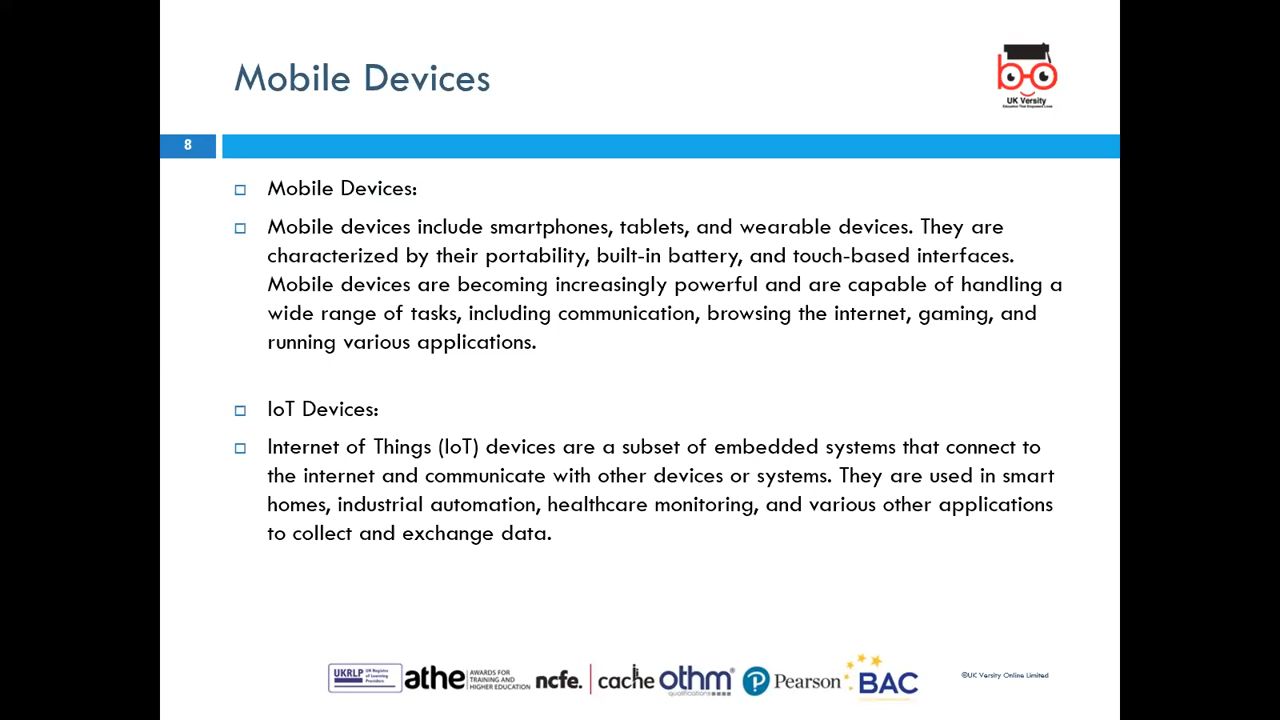 Mobile Devices
UK Versity
Education That Empowers Lives
8
Mobile Devices:
Mobile devices include smartphones, tablets, and wearable devices. They are
characterized by their portability, built-in battery, and touch-based interfaces.
Mobile devices are becoming increasingly powerful and are capable of handling a
wide range of tasks, including communication, browsing the internet, gaming, and
running various applications.
IoT Devices:
Internet of Things (IoT) devices are a subset of embedded systems that connect to
the internet and communicate with other devices or systems. They are used in smart
homes, industrial automation, healthcare monitoring, and various other applications
to collect and exchange data.
UKRLP UK Register of Learning Providers
athe AWARDS FOR TRAINING AND HIGHER EDUCATION
ncfe. cache
othm qualifications
Pearson
BAC
©UK Versity Online Limited